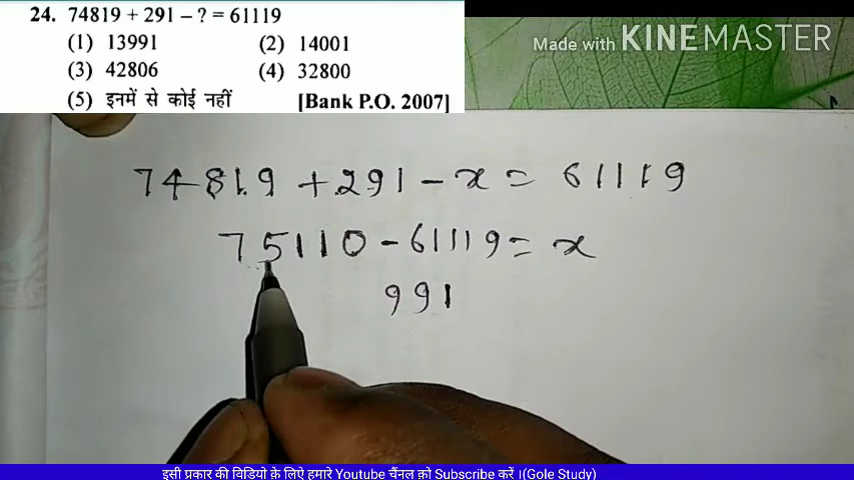 24. 74819 + 291 – ? = 61119
(1) 13991 (2) 14001
(3) 42806 (4) 32800
(5) इनमें से कोई नहीं [Bank P.O. 2007]
Made with KINEMASTER
74819 + 291 - x = 61119
75110 - 61119 = x
991
इसी प्रकार की विडियो के लिऐ हमारे Youtube चैंनल क़ो Subscribe करें ।(Gole Study)